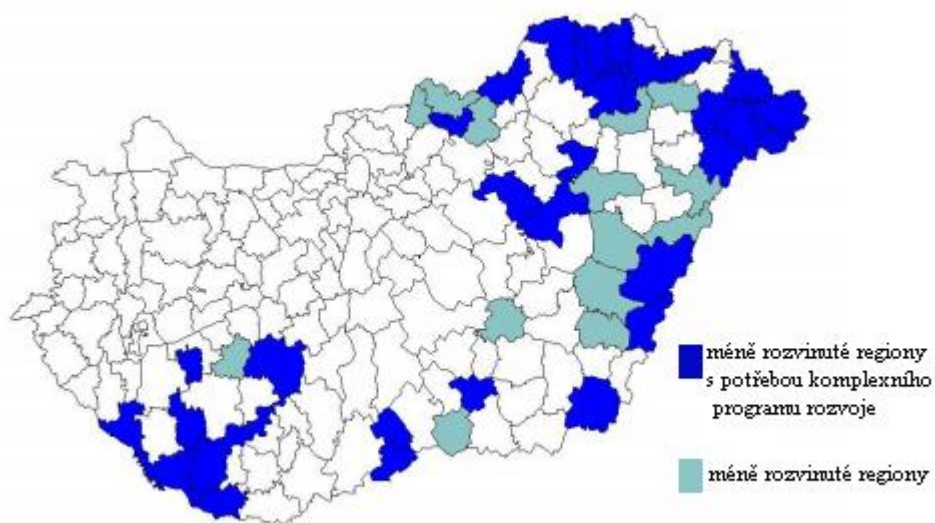 méně rozvinuté regiony
s potřebou komplexního
programu rozvoje
méně rozvinuté regiony